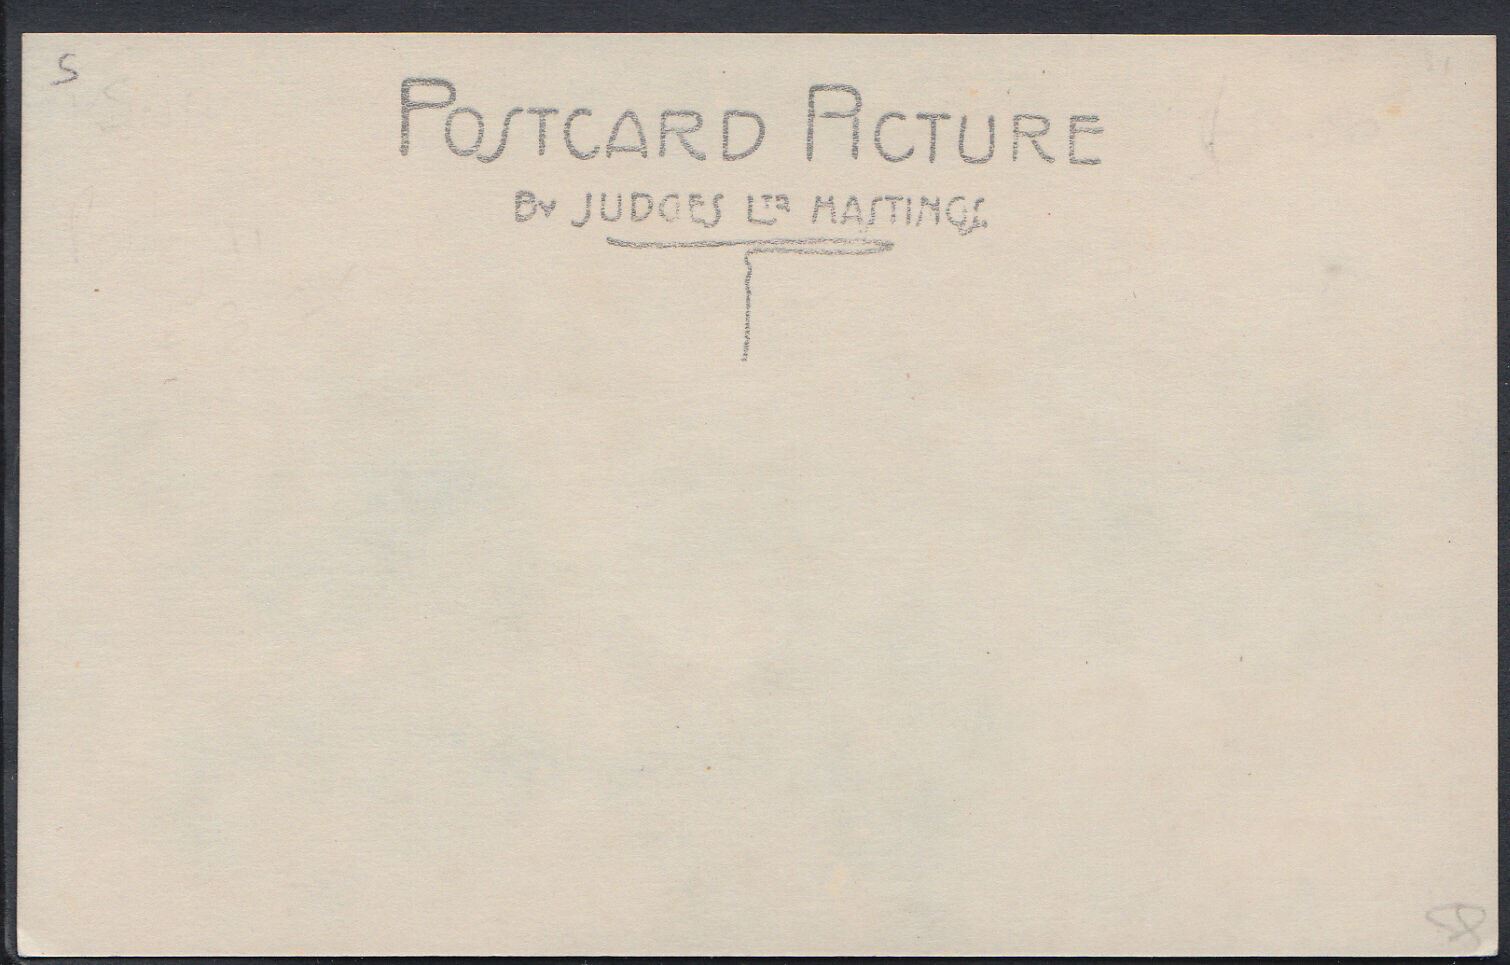 S
POSTCARD PICTURE
BY JUDGES LTD HASTINGS.